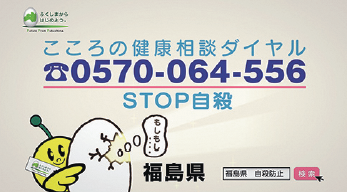 ふくしまから
はじめよう。
Future From Fukushima.
こころの健康相談ダイヤル
☎0570-064-556
STOP自殺
もしもし…
福島県
福島県 自殺防止 検索